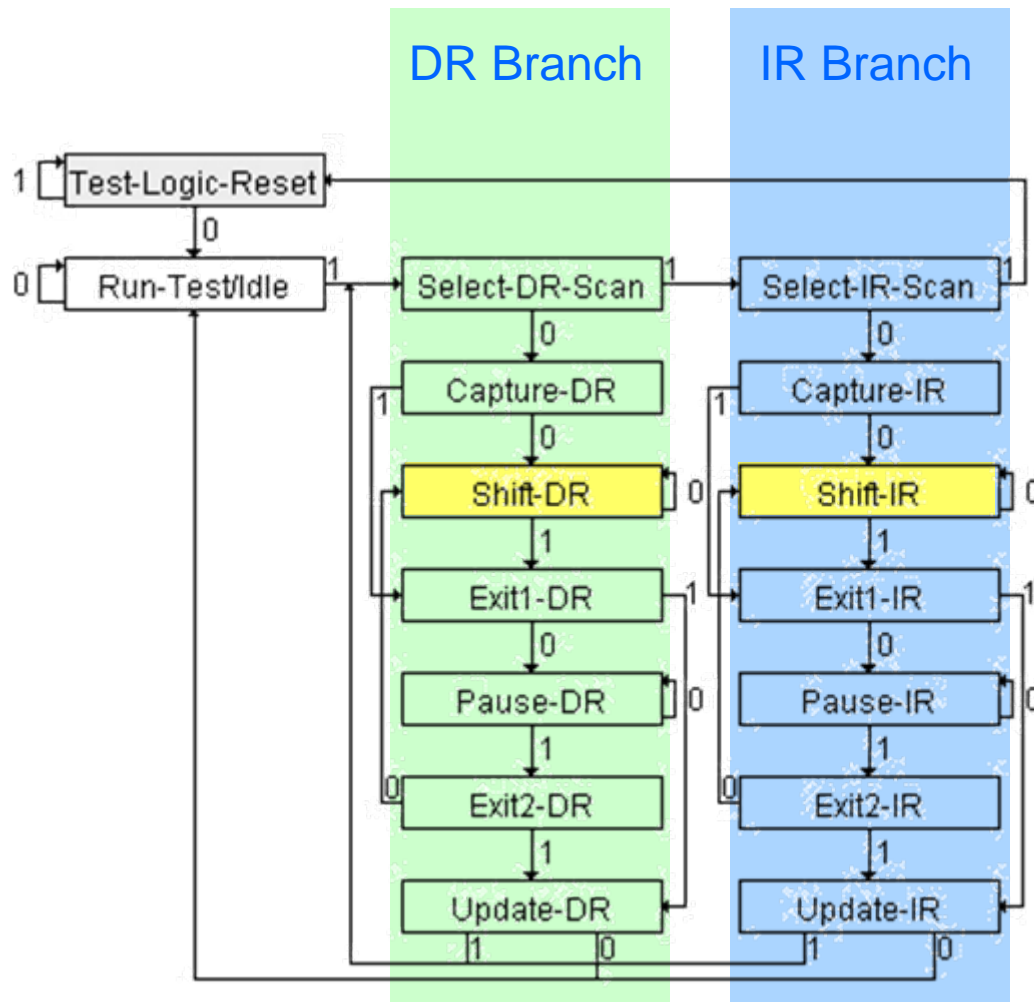 DR Branch
IR Branch
1
Test-Logic-Reset
0
0
Run-Test/Idle
1
Select-DR-Scan
1
Select-IR-Scan
1
0
0
Capture-DR
Capture-IR
1
1
0
0
Shift-DR
0
Shift-IR
0
1
1
Exit1-DR
1
Exit1-IR
1
0
0
Pause-DR
0
Pause-IR
0
1
1
0
Exit2-DR
0
Exit2-IR
1
1
Update-DR
Update-IR
1
0
1
0